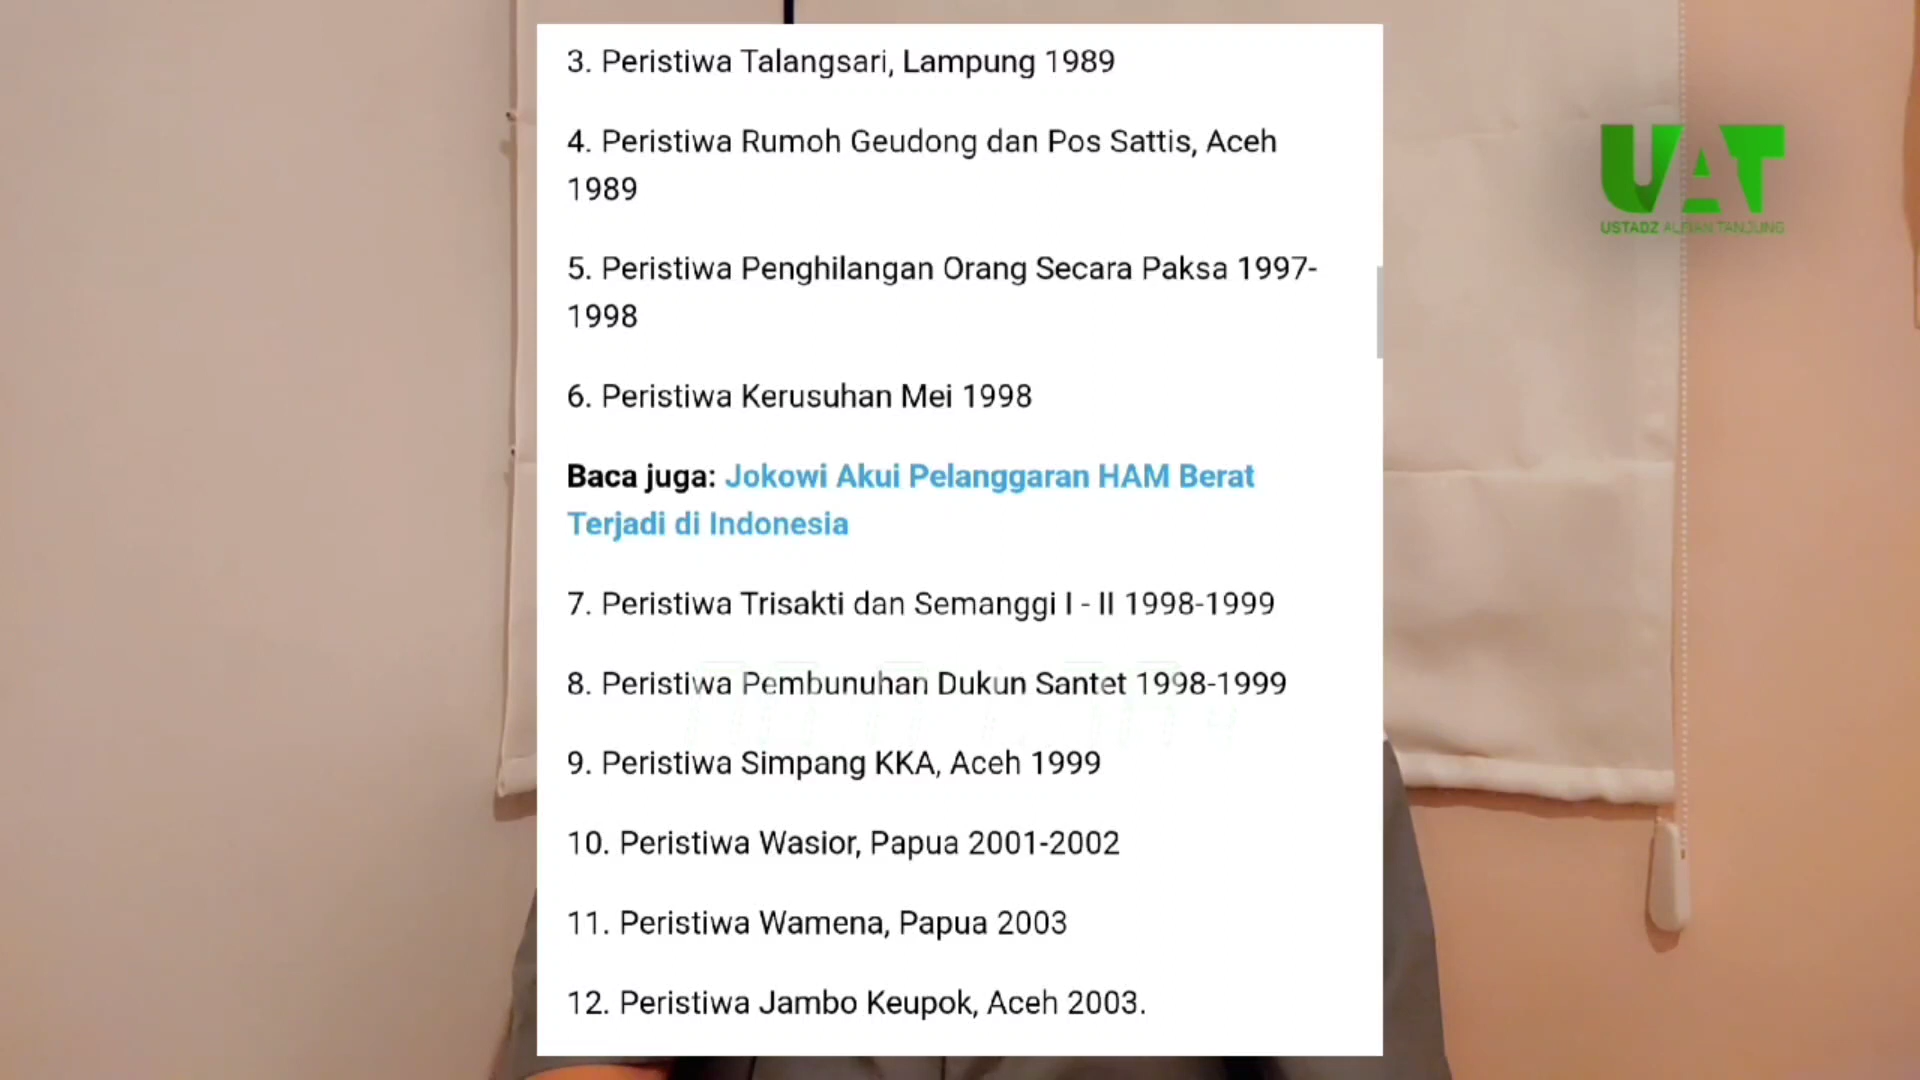 3. Peristiwa Talangsari, Lampung 1989
4. Peristiwa Rumoh Geudong dan Pos Sattis, Aceh
1989
5. Peristiwa Penghilangan Orang Secara Paksa 1997-
1998
6. Peristiwa Kerusuhan Mei 1998
Baca juga: Jokowi Akui Pelanggaran HAM Berat
Terjadi di Indonesia
7. Peristiwa Trisakti dan Semanggi I - II 1998-1999
8. Peristiwa Pembunuhan Dukun Santet 1998-1999
9. Peristiwa Simpang KKA, Aceh 1999
10. Peristiwa Wasior, Papua 2001-2002
11. Peristiwa Wamena, Papua 2003
12. Peristiwa Jambo Keupok, Aceh 2003.
UAT
USTADZ ALFIAN TANJUNG